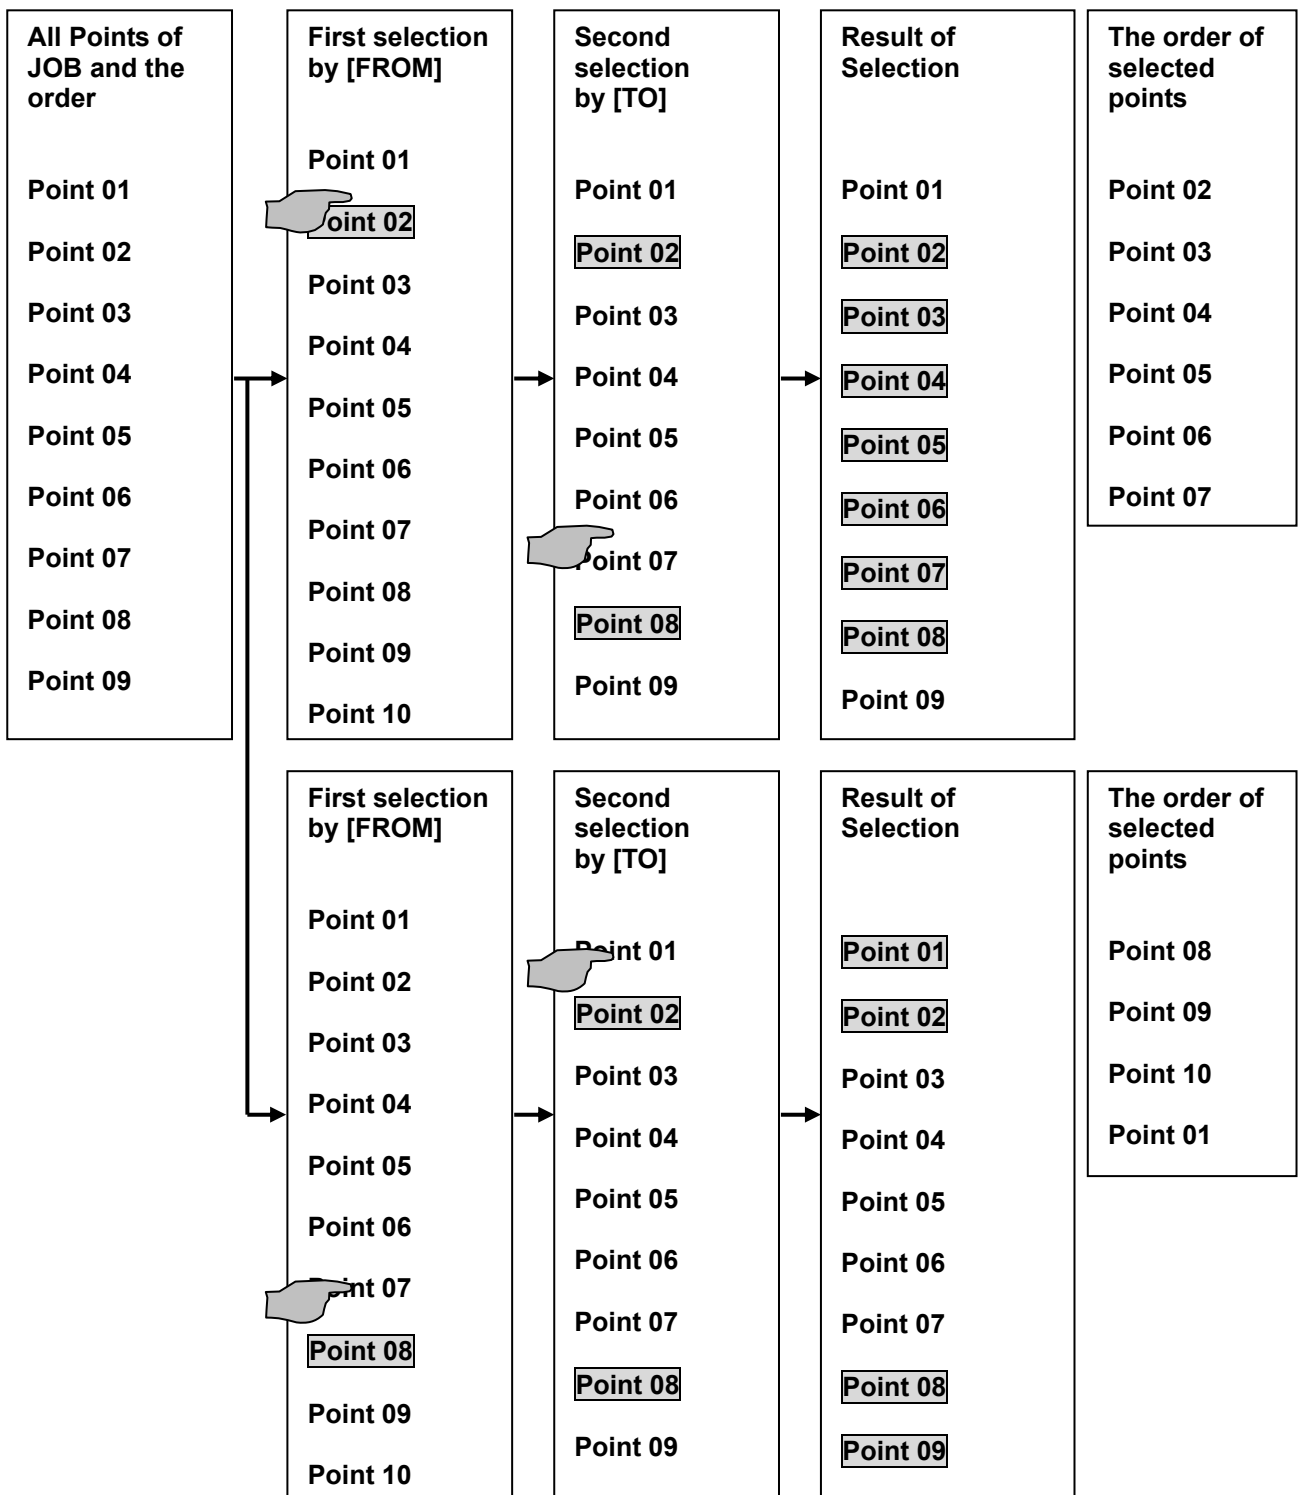 All Points of
JOB and the
order
Point 01
Point 02
Point 03
Point 04
Point 05
Point 06
Point 07
Point 08
Point 09
First selection
by [FROM]
Point 01
Point 02
Point 03
Point 04
Point 05
Point 06
Point 07
Point 08
Point 09
Point 10
Second
selection
by [TO]
Point 01
Point 02
Point 03
Point 04
Point 05
Point 06
Point 07
Point 08
Point 09
Result of
Selection
Point 01
Point 02
Point 03
Point 04
Point 05
Point 06
Point 07
Point 08
Point 09
The order of
selected
points
Point 02
Point 03
Point 04
Point 05
Point 06
Point 07
First selection
by [FROM]
Point 01
Point 02
Point 03
Point 04
Point 05
Point 06
Point 07
Point 08
Point 09
Point 10
Second
selection
by [TO]
Point 01
Point 02
Point 03
Point 04
Point 05
Point 06
Point 07
Point 08
Point 09
Result of
Selection
Point 01
Point 02
Point 03
Point 04
Point 05
Point 06
Point 07
Point 08
Point 09
The order of
selected
points
Point 08
Point 09
Point 10
Point 01